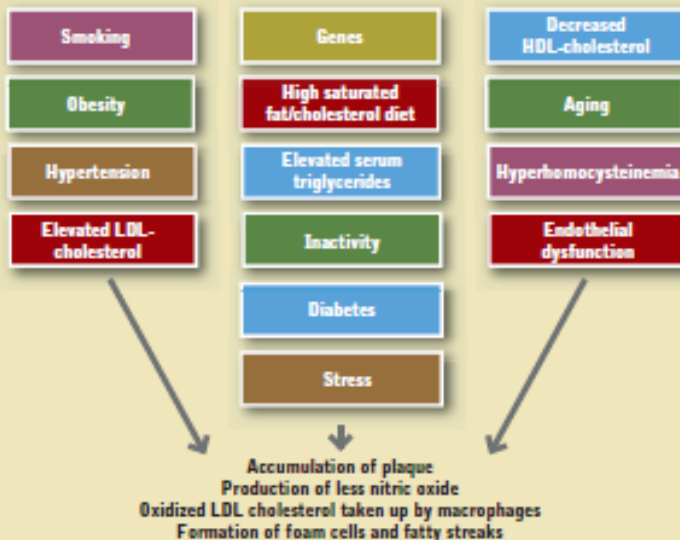 Smoking
Obesity
Hypertension
Elevated LDL-
cholesterol
Genes
High saturated
fat/cholesterol diet
Elevated serum
triglycerides
Inactivity
Diabetes
Stress
Decreased
HDL-cholesterol
Aging
Hyperhomocysteinemia
Endothelial
dysfunction
Accumulation of plaque
Production of less nitric oxide
Oxidized LDL cholesterol taken up by macrophages
Formation of foam cells and fatty streaks